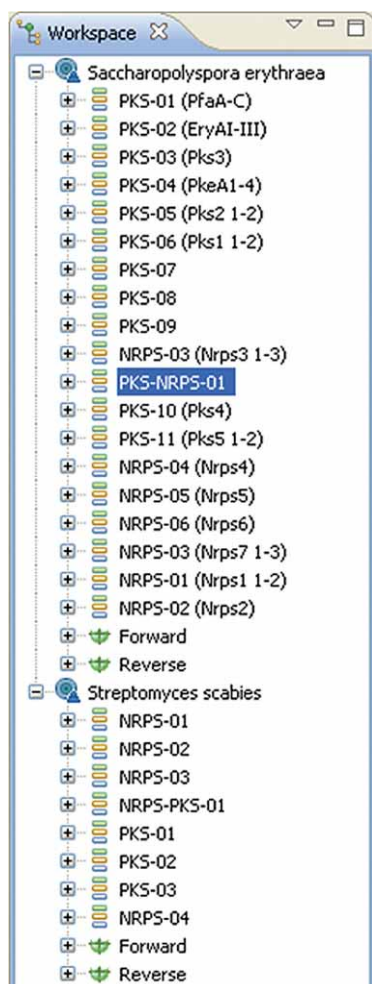 Workspace
Saccharopolyspora erythraea
PKS-01 (PfaA-C)
PKS-02 (EryAI-III)
PKS-03 (Pks3)
PKS-04 (PkeA1-4)
PKS-05 (Pks2 1-2)
PKS-06 (Pks1 1-2)
PKS-07
PKS-08
PKS-09
NRPS-03 (Nrps3 1-3)
PKS-NRPS-01
PKS-10 (Pks4)
PKS-11 (Pks5 1-2)
NRPS-04 (Nrps4)
NRPS-05 (Nrps5)
NRPS-06 (Nrps6)
NRPS-03 (Nrps7 1-3)
NRPS-01 (Nrps1 1-2)
NRPS-02 (Nrps2)
Forward
Reverse
Streptomyces scabies
NRPS-01
NRPS-02
NRPS-03
NRPS-PKS-01
PKS-01
PKS-02
PKS-03
NRPS-04
Forward
Reverse